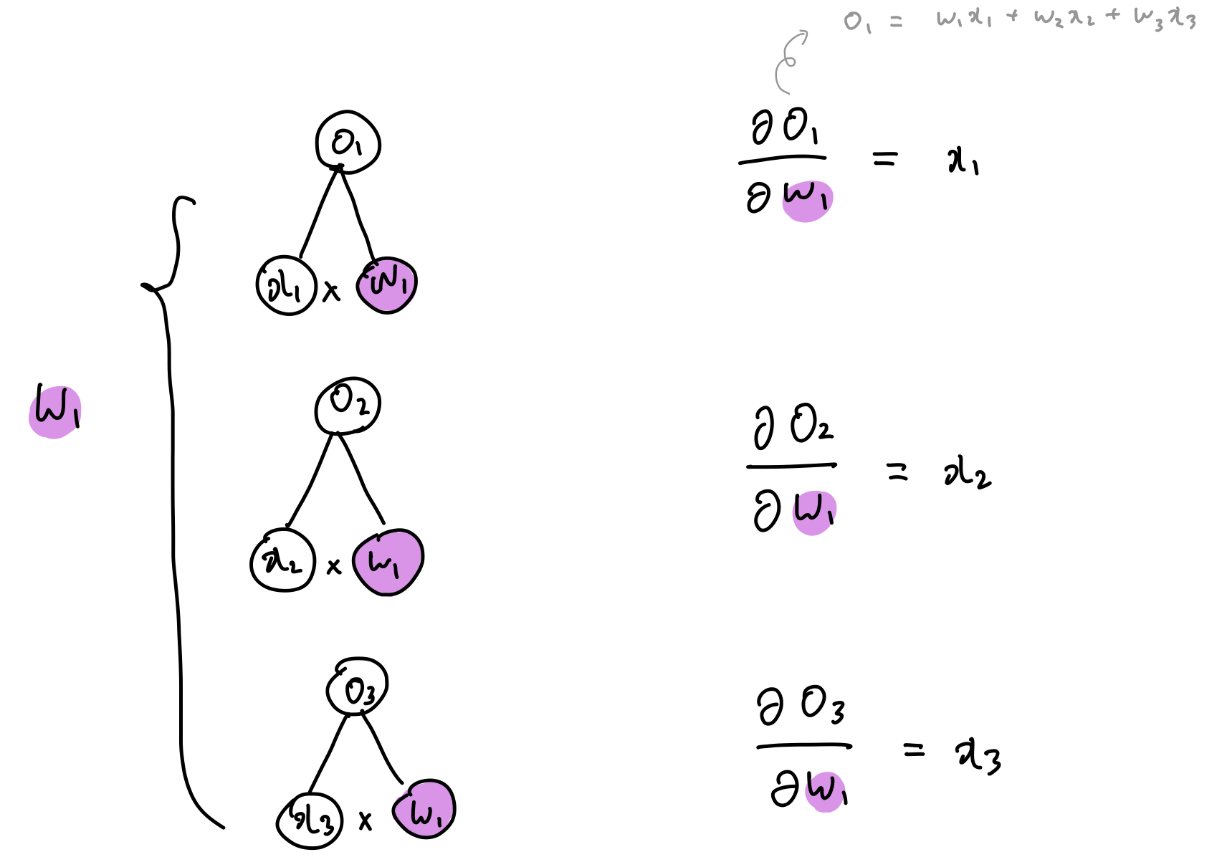 O₁ = w₁x₁ + w₂x₂ + w₃x₃
O₁
∂O₁ / ∂W₁ = x₁
x₁ × W₁
W₁
O₂
∂O₂ / ∂W₁ = x₂
x₂ × W₁
O₃
∂O₃ / ∂W₁ = x₃
x₃ × W₁